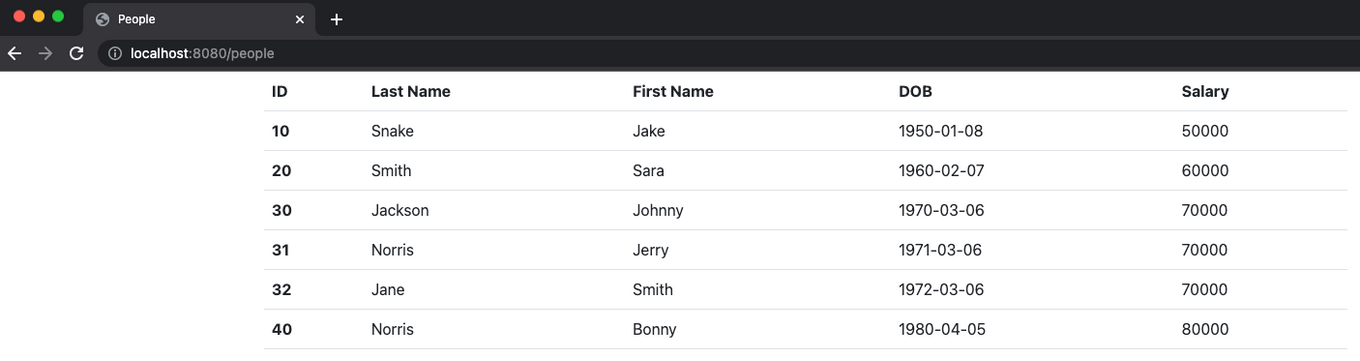 People
localhost:8080/people
ID Last Name First Name DOB Salary
10 Snake Jake 1950-01-08 50000
20 Smith Sara 1960-02-07 60000
30 Jackson Johnny 1970-03-06 70000
31 Norris Jerry 1971-03-06 70000
32 Jane Smith 1972-03-06 70000
40 Norris Bonny 1980-04-05 80000